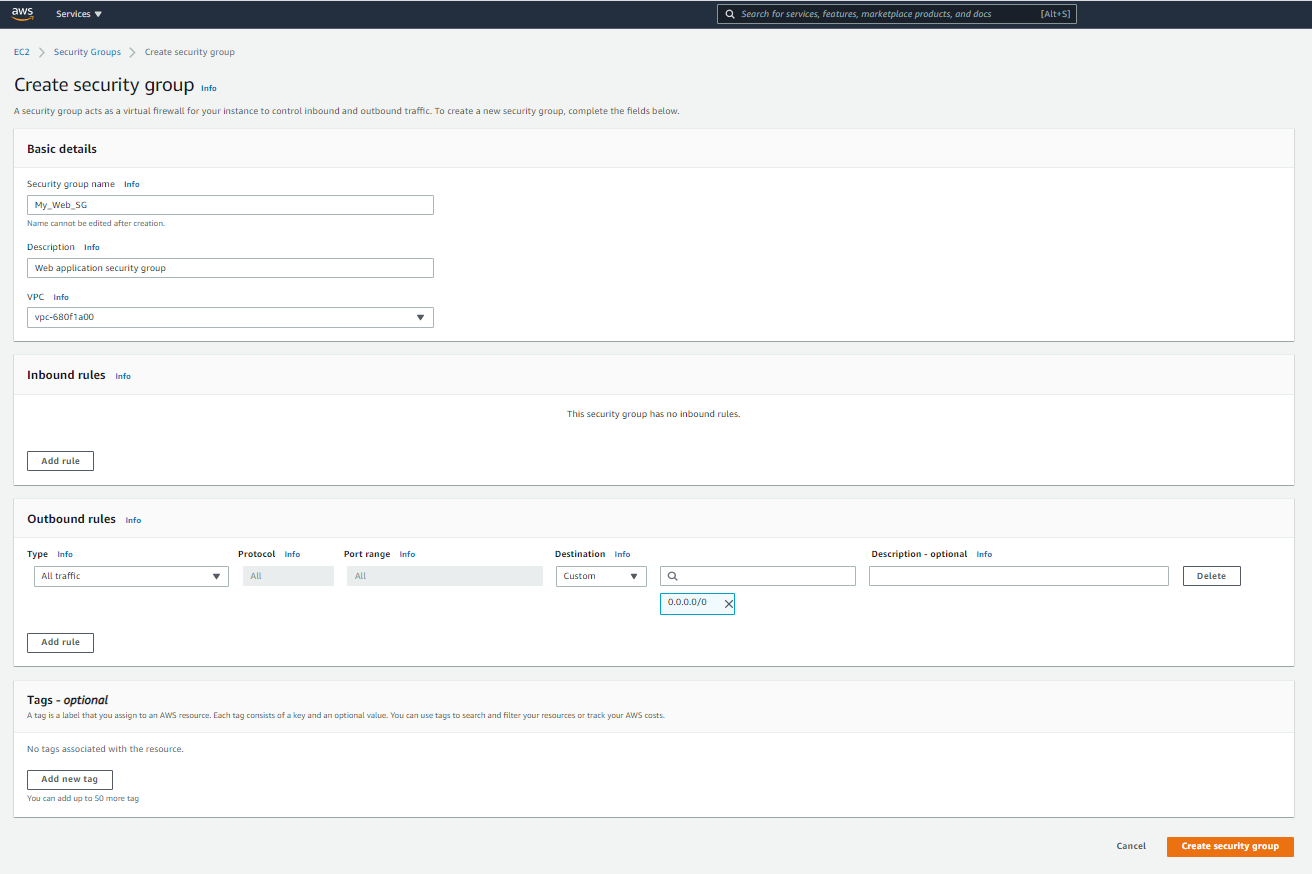 aws Services ▼ Search for services, features, marketplace products, and docs [Alt+S]
EC2 > Security Groups > Create security group
Create security group Info
A security group acts as a virtual firewall for your instance to control inbound and outbound traffic. To create a new security group, complete the fields below.
Basic details
Security group name Info
My_Web_SG
Name cannot be edited after creation.
Description Info
Web application security group
VPC Info
vpc-680f1a00
Inbound rules Info
This security group has no inbound rules.
Add rule
Outbound rules Info
Type Info Protocol Info Port range Info Destination Info Description - optional Info
All traffic All All Custom Delete
0.0.0.0/0
Add rule
Tags - optional
A tag is a label that you assign to an AWS resource. Each tag consists of a key and an optional value. You can use tags to search and filter your resources or track your AWS costs.
No tags associated with the resource.
Add new tag
You can add up to 50 more tag
Cancel Create security group